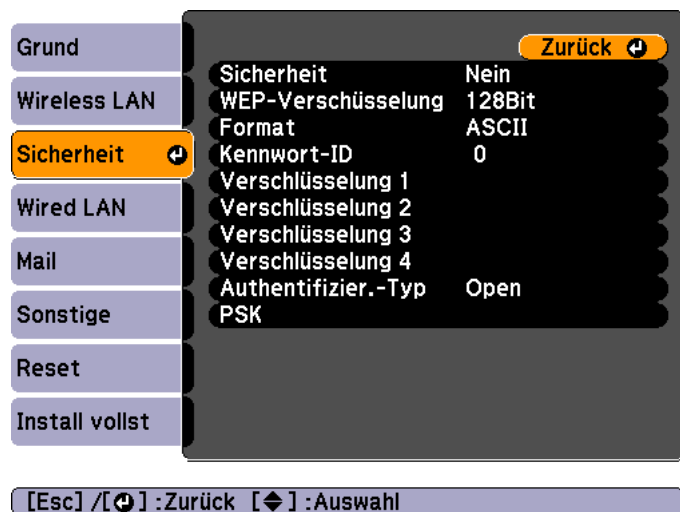 Grund
Wireless LAN
Sicherheit
Wired LAN
Mail
Sonstige
Reset
Install vollst
Zurück
Sicherheit Nein
WEP-Verschüsselung 128Bit
Format ASCII
Kennwort-ID 0
Verschlüsselung 1
Verschlüsselung 2
Verschlüsselung 3
Verschlüsselung 4
Authentifizier.-Typ Open
PSK
[Esc] /[⏎] :Zurück [◆] :Auswahl